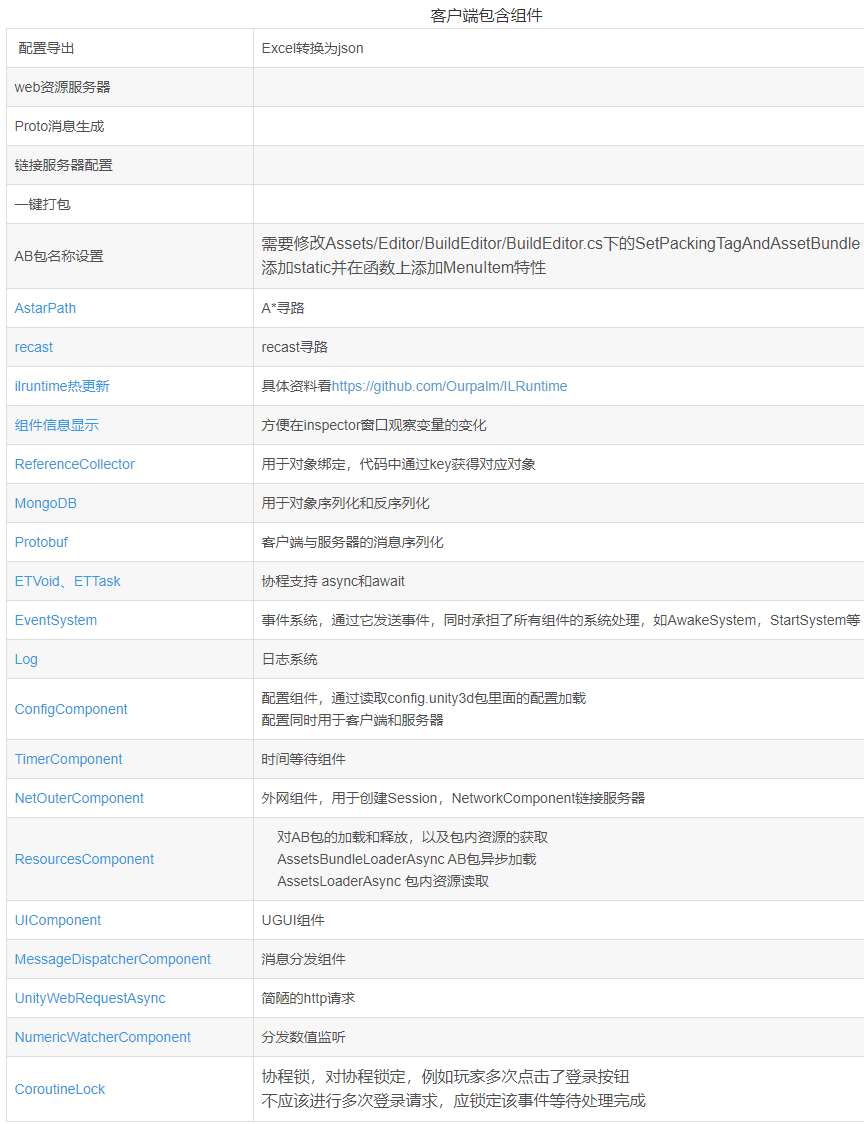 客户端包含组件
配置导出 Excel转换为json
web资源服务器
Proto消息生成
链接服务器配置
一键打包
AB包名称设置 需要修改Assets/Editor/BuildEditor/BuildEditor.cs下的SetPackingTagAndAssetBundle
添加static并在函数上添加MenuItem特性
AstarPath A*寻路
recast recast寻路
ilruntime热更新 具体资料看https://github.com/Ourpalm/ILRuntime
组件信息显示 方便在inspector窗口观察变量的变化
ReferenceCollector 用于对象绑定，代码中通过key获得对应对象
MongoDB 用于对象序列化和反序列化
Protobuf 客户端与服务器的消息序列化
ETVoid、ETTask 协程支持 async和await
EventSystem 事件系统，通过它发送事件，同时承担了所有组件的系统处理，如AwakeSystem，StartSystem等
Log 日志系统
ConfigComponent 配置组件，通过读取config.unity3d包里面的配置加载
配置同时用于客户端和服务器
TimerComponent 时间等待组件
NetOuterComponent 外网组件，用于创建Session，NetworkComponent链接服务器
ResourcesComponent 对AB包的加载和释放，以及包内资源的获取
AssetsBundleLoaderAsync AB包异步加载
AssetsLoaderAsync 包内资源读取
UIComponent UGUI组件
MessageDispatcherComponent 消息分发组件
UnityWebRequestAsync 简陋的http请求
NumericWatcherComponent 分发数值监听
CoroutineLock 协程锁，对协程锁定，例如玩家多次点击了登录按钮
不应该进行多次登录请求，应锁定该事件等待处理完成